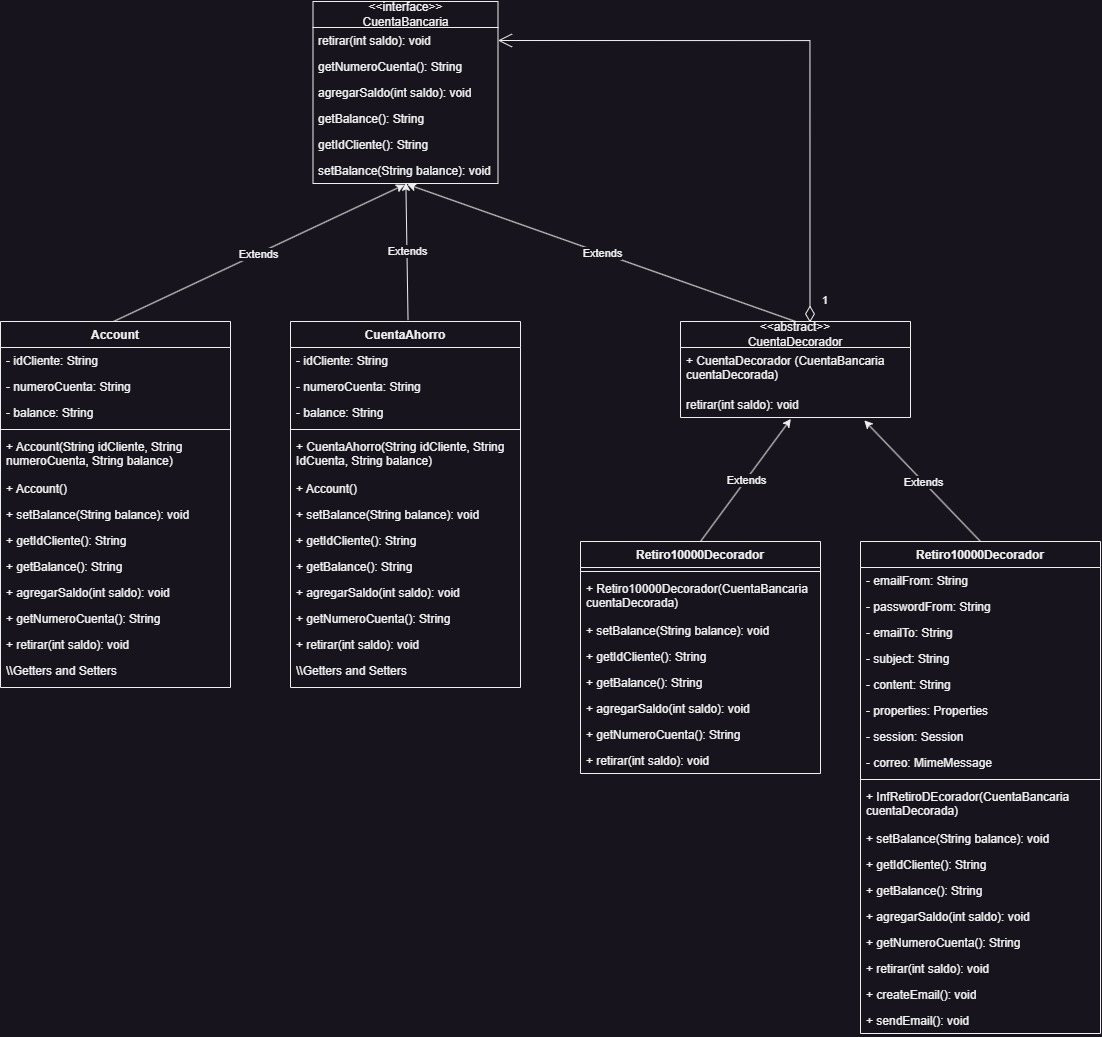 <<interface>>
CuentaBancaria
retirar(int saldo): void
getNumeroCuenta(): String
agregarSaldo(int saldo): void
getBalance(): String
getIdCliente(): String
setBalance(String balance): void
Extends
Extends
Extends
1
Account
- idCliente: String
- numeroCuenta: String
- balance: String
+ Account(String idCliente, String
numeroCuenta, String balance)
+ Account()
+ setBalance(String balance): void
+ getIdCliente(): String
+ getBalance(): String
+ agregarSaldo(int saldo): void
+ getNumeroCuenta(): String
+ retirar(int saldo): void
\\Getters and Setters
CuentaAhorro
- idCliente: String
- numeroCuenta: String
- balance: String
+ CuentaAhorro(String idCliente, String
IdCuenta, String balance)
+ Account()
+ setBalance(String balance): void
+ getIdCliente(): String
+ getBalance(): String
+ agregarSaldo(int saldo): void
+ getNumeroCuenta(): String
+ retirar(int saldo): void
\\Getters and Setters
<<abstract>>
CuentaDecorador
+ CuentaDecorador (CuentaBancaria
cuentaDecorada)
retirar(int saldo): void
Extends
Extends
Retiro10000Decorador
+ Retiro10000Decorador(CuentaBancaria
cuentaDecorada)
+ setBalance(String balance): void
+ getIdCliente(): String
+ getBalance(): String
+ agregarSaldo(int saldo): void
+ getNumeroCuenta(): String
+ retirar(int saldo): void
Retiro10000Decorador
- emailFrom: String
- passwordFrom: String
- emailTo: String
- subject: String
- content: String
- properties: Properties
- session: Session
- correo: MimeMessage
+ InfRetiroDEcorador(CuentaBancaria
cuentaDecorada)
+ setBalance(String balance): void
+ getIdCliente(): String
+ getBalance(): String
+ agregarSaldo(int saldo): void
+ getNumeroCuenta(): String
+ retirar(int saldo): void
+ createEmail(): void
+ sendEmail(): void